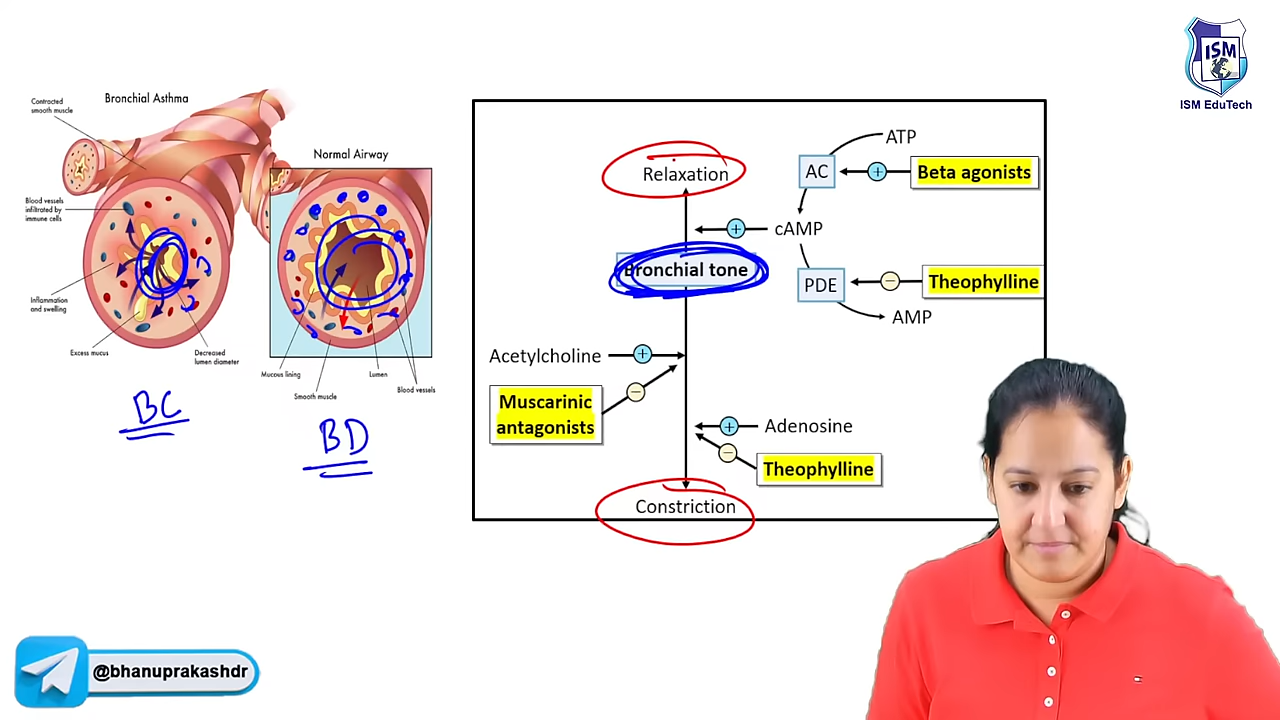 ISM
ISM EduTech
Bronchial Asthma
Contracted
smooth muscle
Normal Airway
Blood vessels
infiltrated by
immune cells
Inflammation
and swelling
Excess mucus
Decreased
lumen diameter
Mucous lining
Lumen
Smooth muscle
Blood vessels
BC
BD
Relaxation
ATP
AC
+
Beta agonists
+
cAMP
Bronchial tone
PDE
−
Theophylline
AMP
Acetylcholine
+
−
Muscarinic
antagonists
+
Adenosine
−
Theophylline
Constriction
@bhanuprakashdr